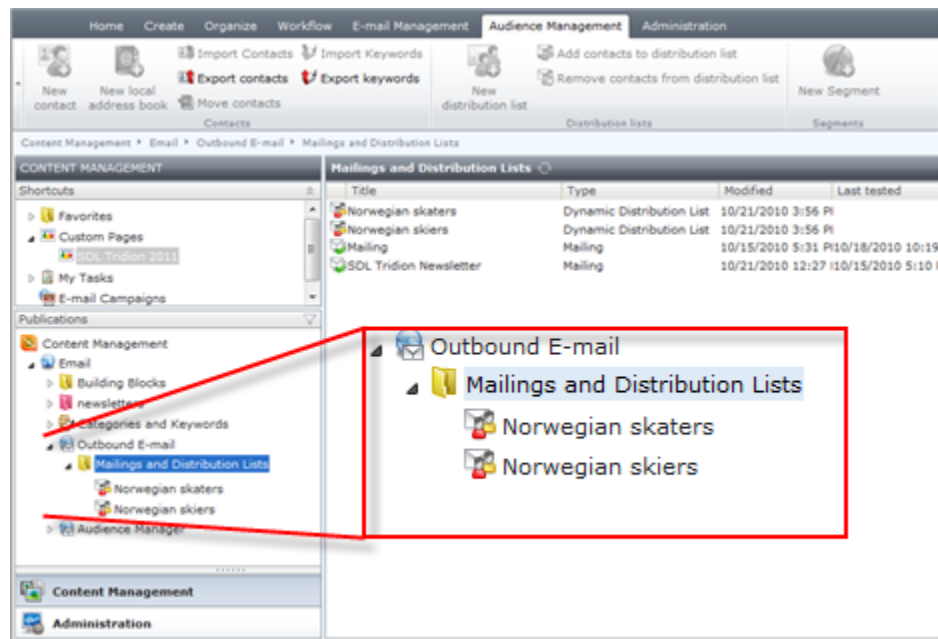 Home Create Organize Workflow E-mail Management Audience Management Administration
Import Contacts Import Keywords Add contacts to distribution list
New contact New local address book Export contacts Export keywords New distribution list Remove contacts from distribution list New Segment
Move contacts
Contacts Distribution lists Segments
Content Management Email Outbound E-mail Mailings and Distribution Lists
CONTENT MANAGEMENT Mailings and Distribution Lists
Shortcuts
Title Type Modified Last tested
Favorites
Custom Pages
SDL Tridion 2011
My Tasks
E-mail Campaigns
Norwegian skaters Dynamic Distribution List 10/21/2010 3:56 P
Norwegian skiers Dynamic Distribution List 10/21/2010 3:56 P
Mailing Mailing 10/15/2010 5:31 P 10/18/2010 10:19
SDL Tridion Newsletter Mailing 10/21/2010 12:27 10/15/2010 5:10
Publications
Content Management
Email
Building Blocks
newsletters
Categories and Keywords
Outbound E-mail
Mailings and Distribution Lists
Norwegian skaters
Norwegian skiers
Audience Manager
Outbound E-mail
Mailings and Distribution Lists
Norwegian skaters
Norwegian skiers
Content Management
Administration